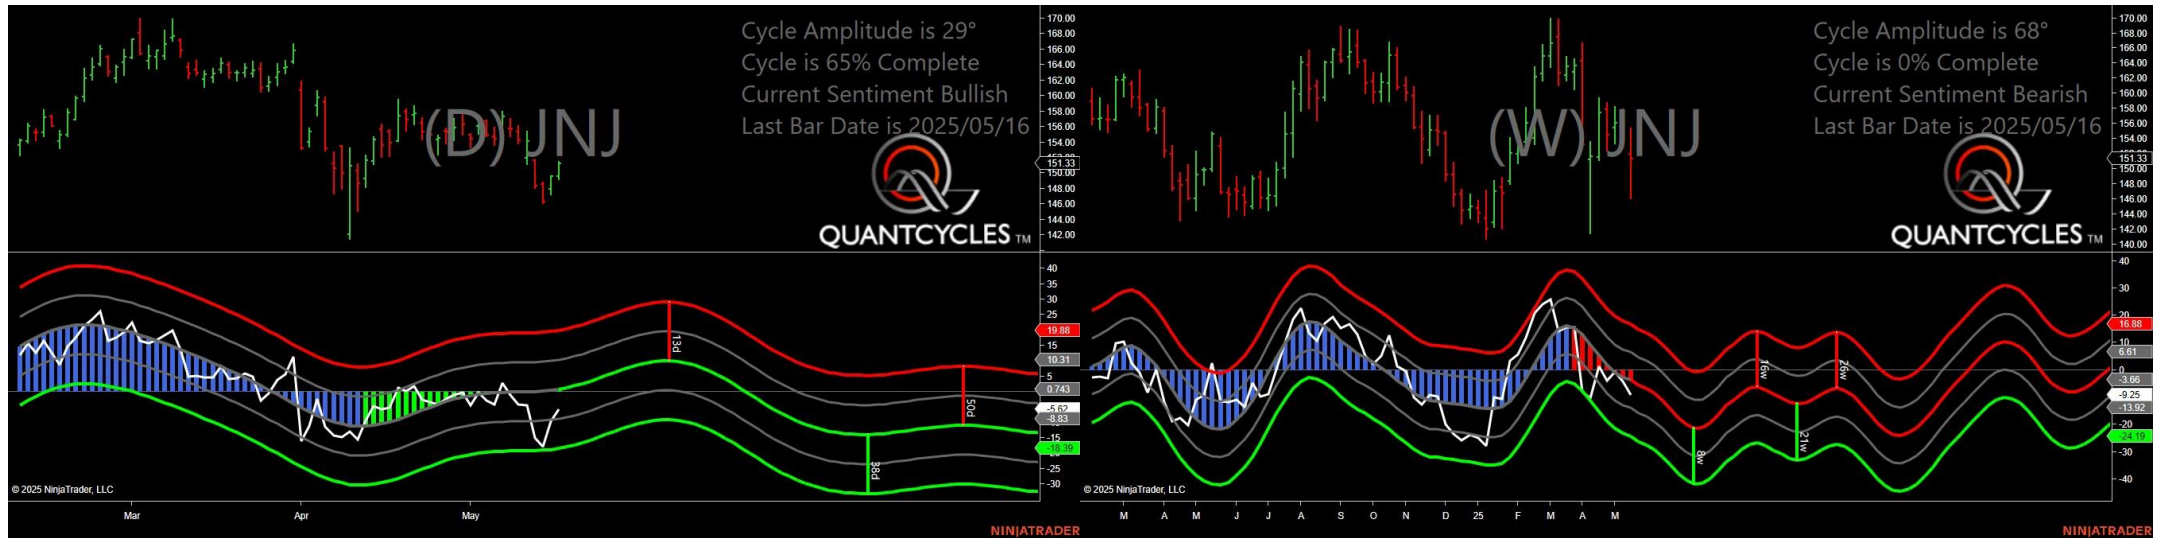 Cycle Amplitude is 29°
Cycle is 65% Complete
Current Sentiment Bullish
Last Bar Date is 2025/05/16
(D) JNJ
QUANTCYCLES TM
170.00
168.00
166.00
164.00
162.00
160.00
158.00
156.00
154.00
151.33
150.00
148.00
146.00
144.00
142.00
40
35
30
25
19.88
15
10.31
5
0.743
-5.62
-8.83
-15
-18.39
-25
-30
13d
38d
50d
© 2025 NinjaTrader, LLC
Mar Apr May
NINJATRADER
Cycle Amplitude is 68°
Cycle is 0% Complete
Current Sentiment Bearish
Last Bar Date is 2025/05/16
(W) JNJ
QUANTCYCLES TM
170.00
168.00
166.00
164.00
162.00
160.00
158.00
156.00
154.00
151.33
150.00
148.00
146.00
144.00
142.00
140.00
40
30
20
16.88
6.61
0
-3.66
-9.25
-13.92
-20
-24.19
-30
-40
8w
16w
21w
26w
© 2025 NinjaTrader, LLC
M A M J J A S O N D 25 F M A M
NINJATRADER